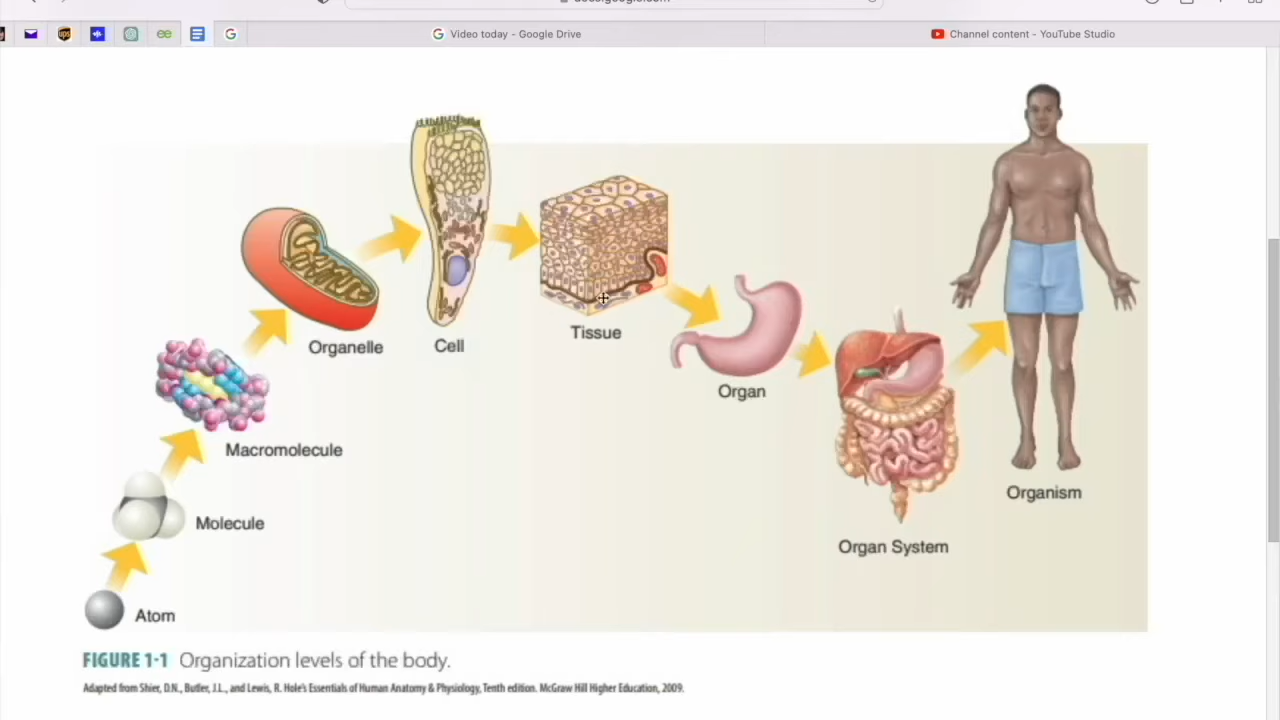 ups
Video today - Google Drive
Channel content - YouTube Studio
Organelle
Cell
Tissue
Organ
Macromolecule
Organism
Molecule
Organ System
Atom
FIGURE 1-1 Organization levels of the body.
Adapted from Shier, D.N., Butler, J.L., and Lewis, R. Hole's Essentials of Human Anatomy & Physiology, Tenth edition. McGraw Hill Higher Education, 2009.